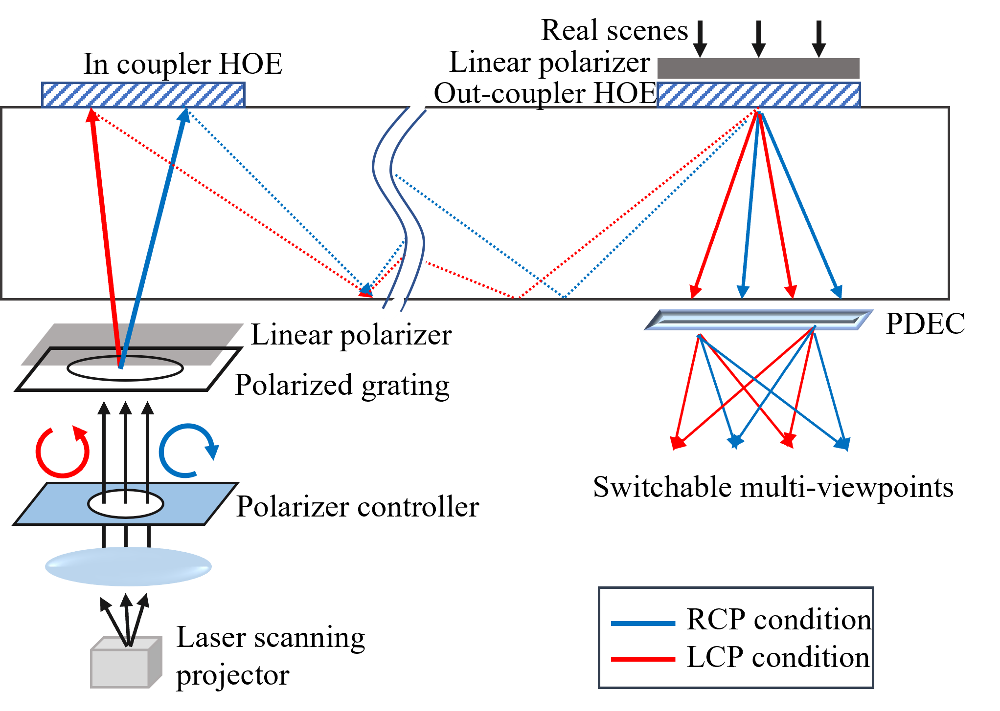 Real scenes
Linear polarizer
In coupler HOE
Out-coupler HOE
Linear polarizer
PDEC
Polarized grating
Switchable multi-viewpoints
Polarizer controller
Laser scanning
projector
RCP condition
LCP condition